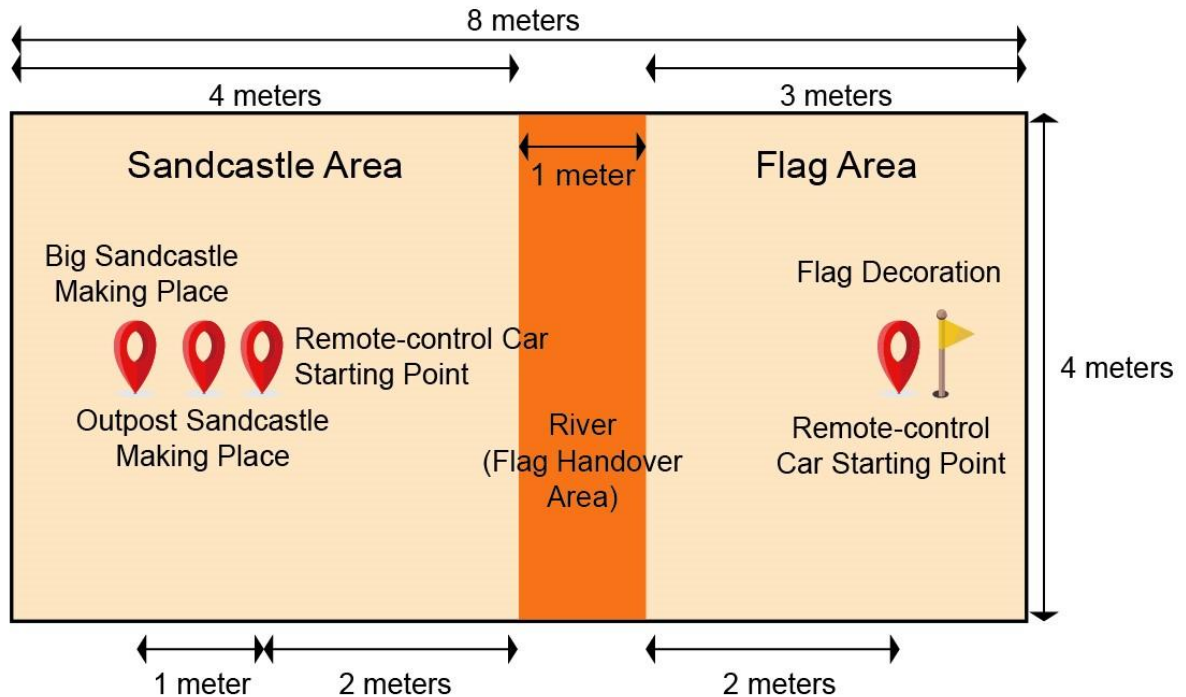 8 meters
4 meters
3 meters
Sandcastle Area
1 meter
Flag Area
Big Sandcastle
Making Place
Flag Decoration
Remote-control Car
Starting Point
4 meters
Outpost Sandcastle
Making Place
River
(Flag Handover
Area)
Remote-control
Car Starting Point
1 meter
2 meters
2 meters